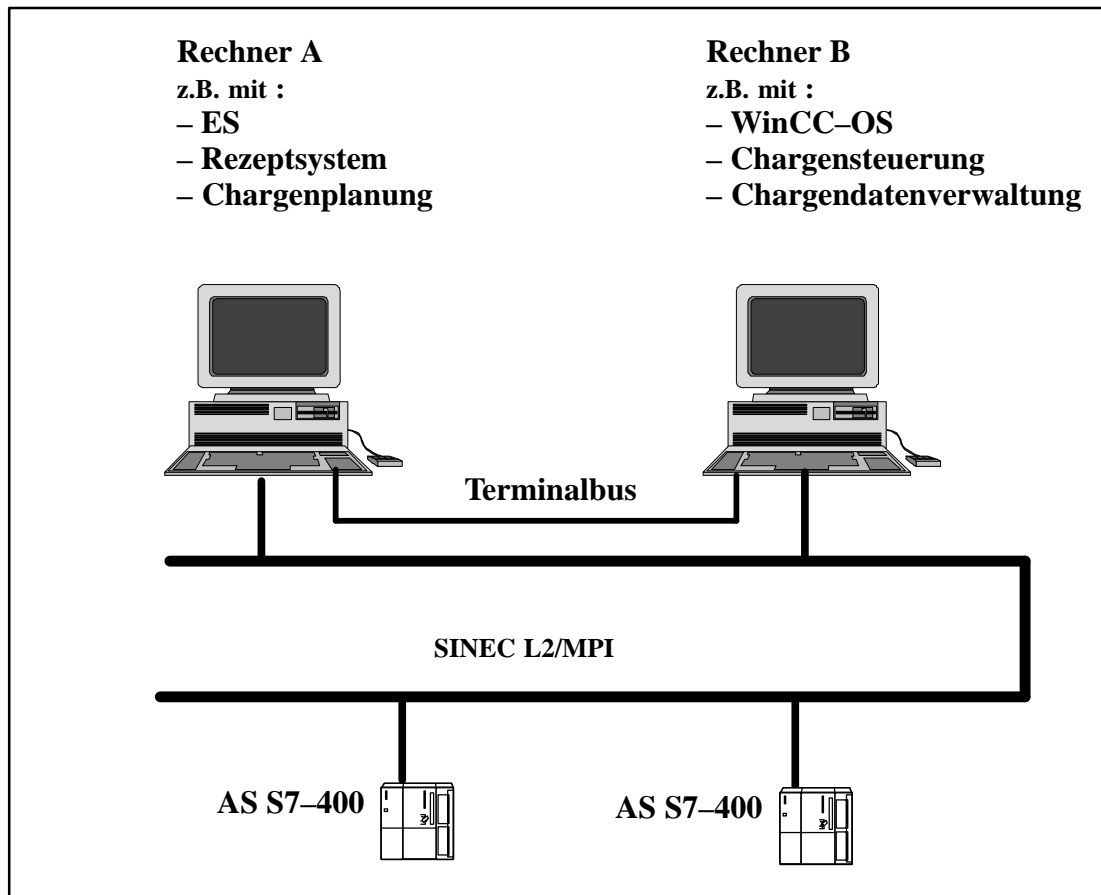 Rechner A
z.B. mit :
– ES
– Rezeptsystem
– Chargenplanung
Rechner B
z.B. mit :
– WinCC–OS
– Chargensteuerung
– Chargendatenverwaltung
Terminalbus
SINEC L2/MPI
AS S7–400
AS S7–400